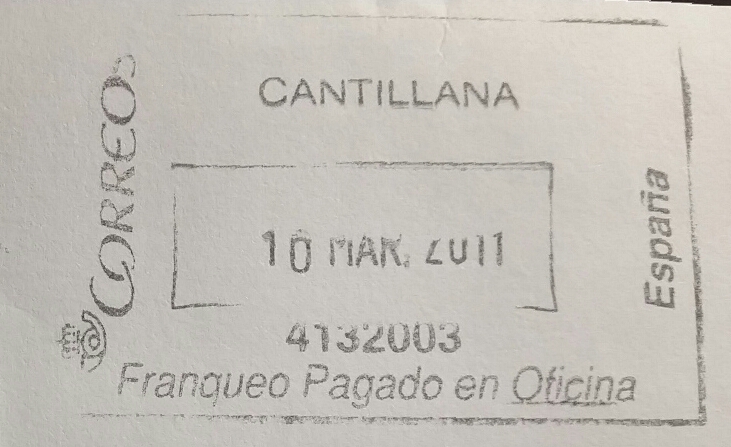 CORREOS
CANTILLANA
10 MAR. 2011
4132003
Franqueo Pagado en Oficina
España